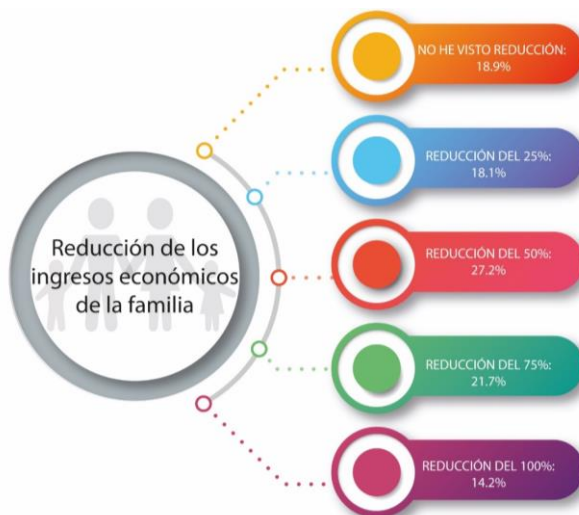 Reducción de los
ingresos económicos
de la familia
NO HE VISTO REDUCCIÓN:
18.9%
REDUCCIÓN DEL 25%:
18.1%
REDUCCIÓN DEL 50%:
27.2%
REDUCCIÓN DEL 75%:
21.7%
REDUCCIÓN DEL 100%:
14.2%